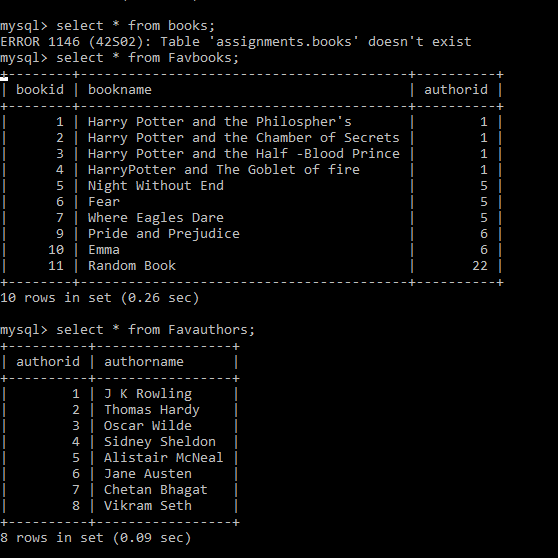 mysql> select * from books;
ERROR 1146 (42S02): Table 'assignments.books' doesn't exist
mysql> select * from Favbooks;
+--------+-----------------------------------------+----------+
| bookid | bookname                                | authorid |
+--------+-----------------------------------------+----------+
|      1 | Harry Potter and the Philospher's       |        1 |
|      2 | Harry Potter and the Chamber of Secrets |        1 |
|      3 | Harry Potter and the Half -Blood Prince |        1 |
|      4 | HarryPotter and The Goblet of fire      |        1 |
|      5 | Night Without End                       |        5 |
|      6 | Fear                                    |        5 |
|      7 | Where Eagles Dare                       |        5 |
|      9 | Pride and Prejudice                     |        6 |
|     10 | Emma                                    |        6 |
|     11 | Random Book                             |       22 |
+--------+-----------------------------------------+----------+
10 rows in set (0.26 sec)
mysql> select * from Favauthors;
+----------+-----------------+
| authorid | authorname      |
+----------+-----------------+
|        1 | J K Rowling     |
|        2 | Thomas Hardy    |
|        3 | Oscar Wilde     |
|        4 | Sidney Sheldon  |
|        5 | Alistair McNeal |
|        6 | Jane Austen     |
|        7 | Chetan Bhagat   |
|        8 | Vikram Seth     |
+----------+-----------------+
8 rows in set (0.09 sec)